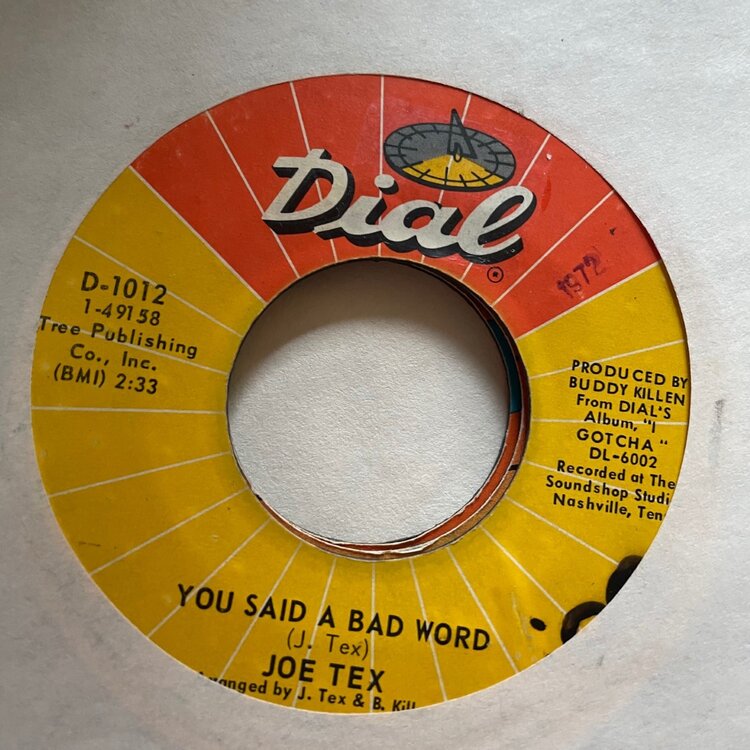 Dial
1972
D-1012
1-49158
Tree Publishing
Co., Inc.
(BMI) 2:33
PRODUCED BY
BUDDY KILLEN
From DIAL'S
Album, "I
GOTCHA"
DL-6002
Recorded at The
Soundshop Studi
Nashville, Ten
YOU SAID A BAD WORD
(J. Tex)
JOE TEX
anged by J. Tex & B. Kill